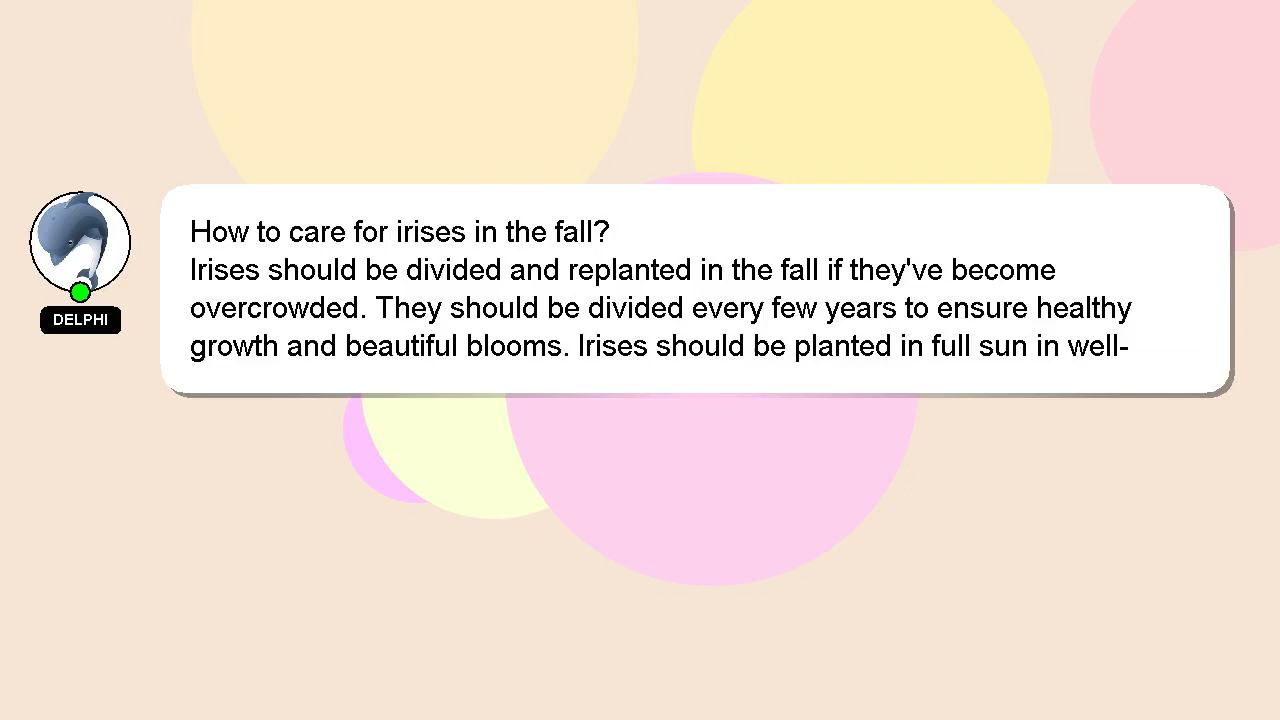 How to care for irises in the fall?
Irises should be divided and replanted in the fall if they've become
overcrowded. They should be divided every few years to ensure healthy
growth and beautiful blooms. Irises should be planted in full sun in well-
DELPHI